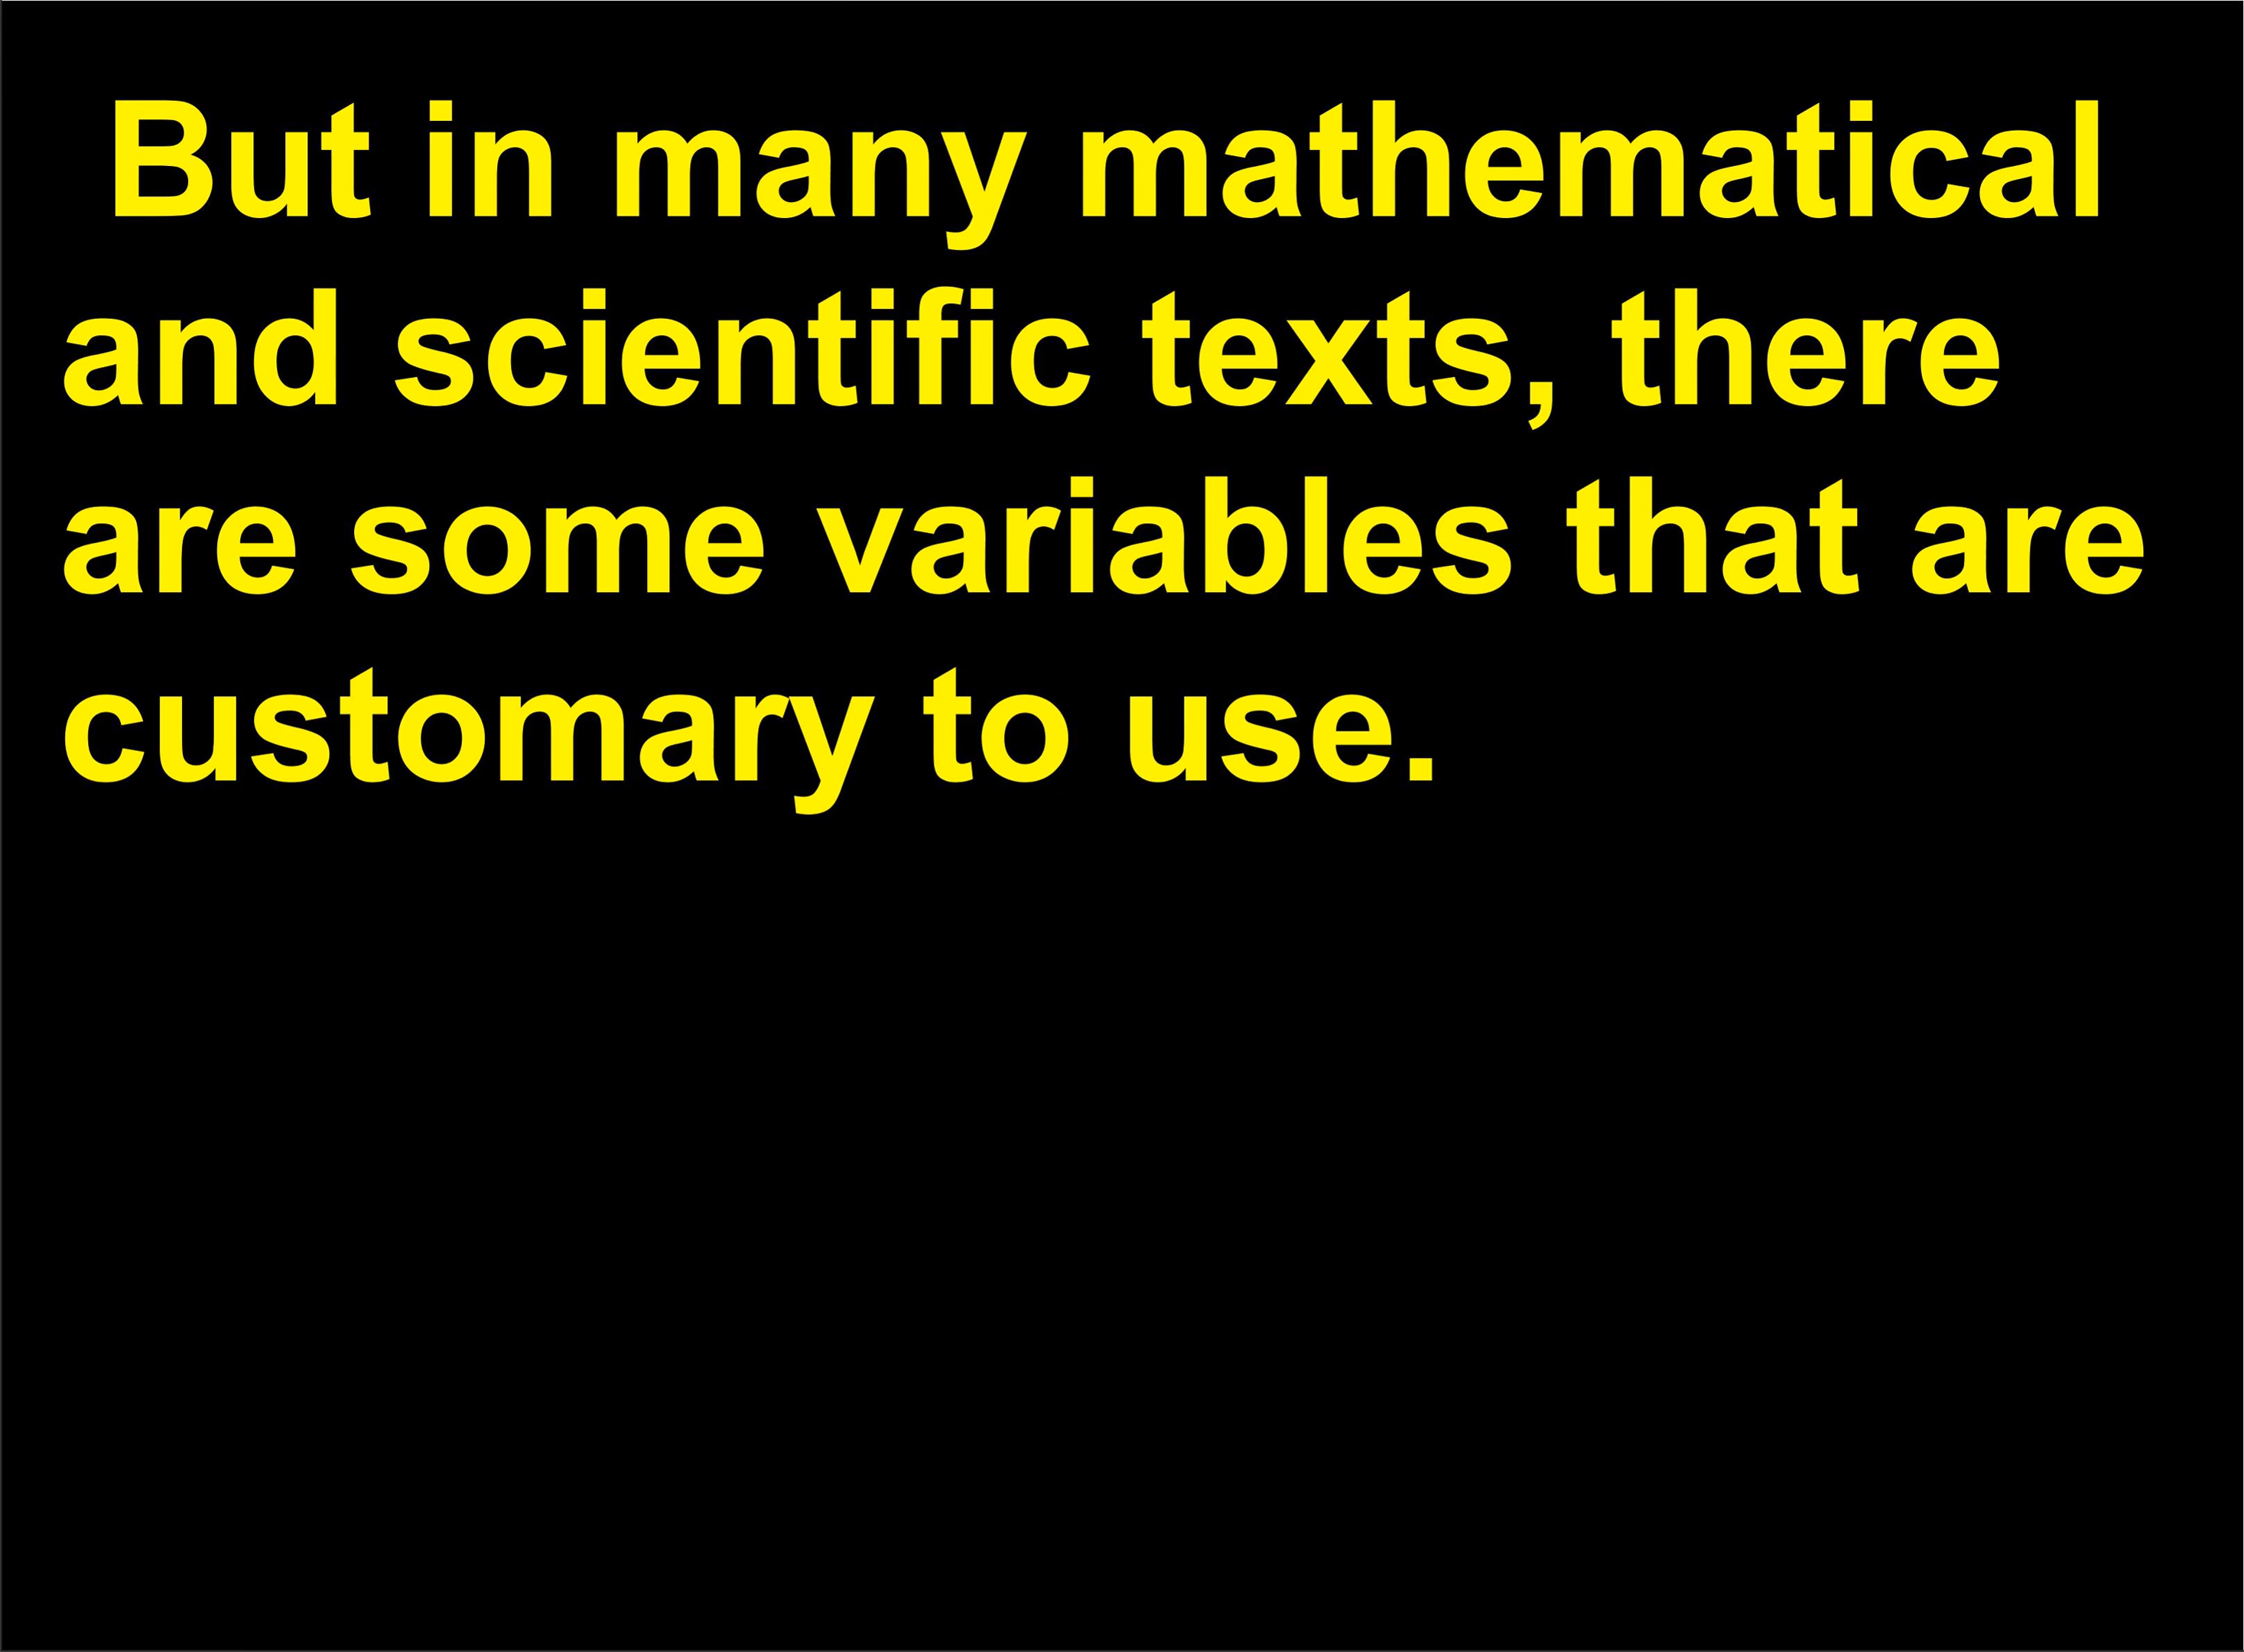 But in many mathematical
and scientific texts, there
are some variables that are
customary to use.